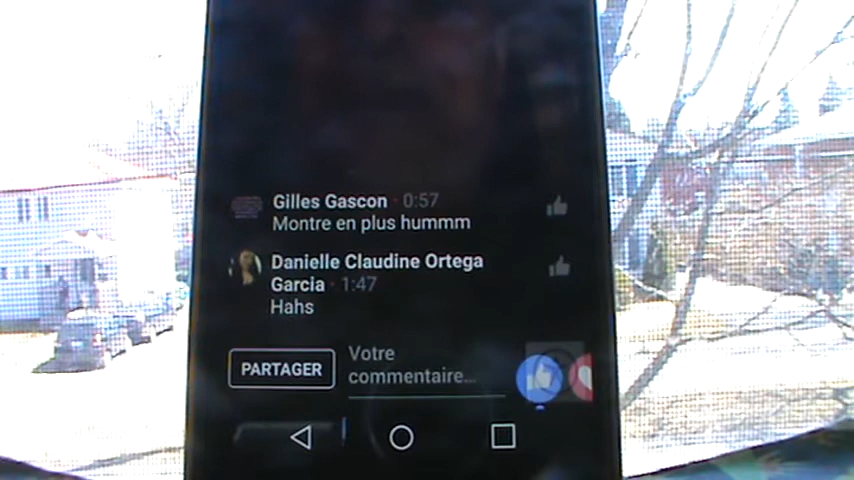 Gilles Gascon · 0:57
Montre en plus hummm
Danielle Claudine Ortega
Garcia · 1:47
Hahs
PARTAGER
Votre
commentaire...